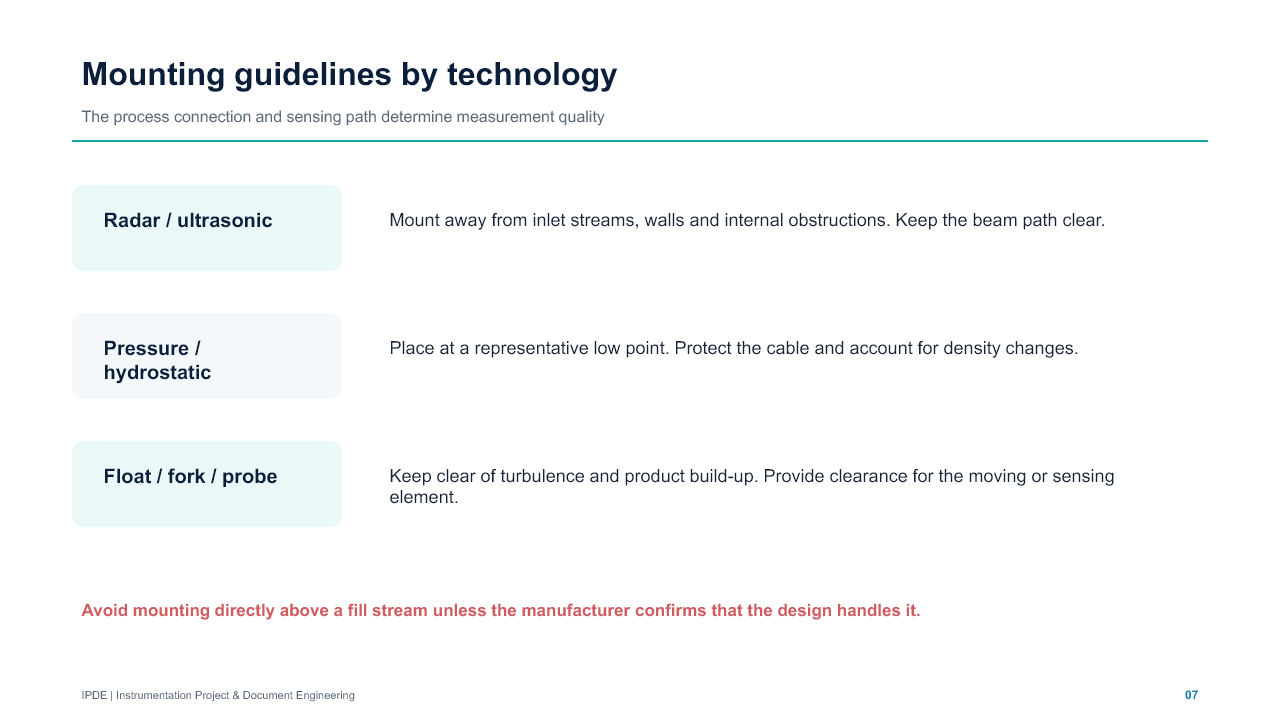 Mounting guidelines by technology
The process connection and sensing path determine measurement quality
Radar / ultrasonic
Mount away from inlet streams, walls and internal obstructions. Keep the beam path clear.
Pressure /
hydrostatic
Place at a representative low point. Protect the cable and account for density changes.
Float / fork / probe
Keep clear of turbulence and product build-up. Provide clearance for the moving or sensing
element.
Avoid mounting directly above a fill stream unless the manufacturer confirms that the design handles it.
IPDE | Instrumentation Project & Document Engineering
07